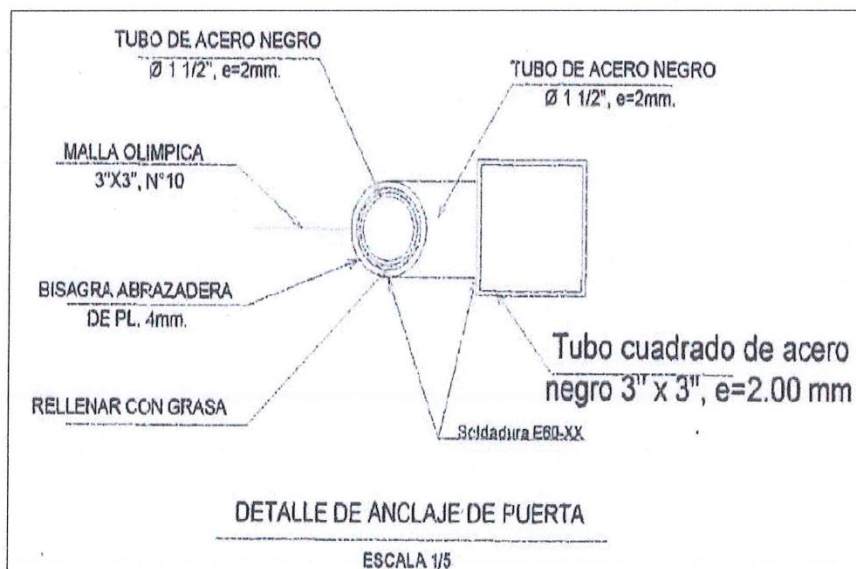 TUBO DE ACERO NEGRO
Ø 1 1/2", e=2mm.
TUBO DE ACERO NEGRO
Ø 1 1/2", e=2mm.
MALLA OLIMPICA
3"X3", N°10
BISAGRA ABRAZADERA
DE PL. 4mm.
Tubo cuadrado de acero
negro 3" x 3", e=2.00 mm
RELLENAR CON GRASA
Soldadura E60-XX
DETALLE DE ANCLAJE DE PUERTA
ESCALA 1/5